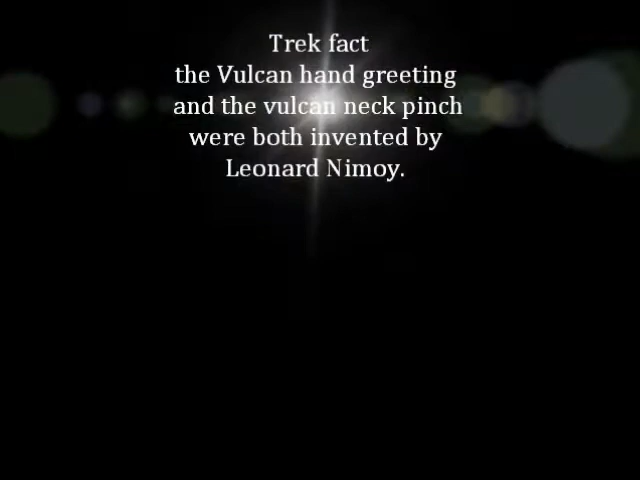 Trek fact
the Vulcan hand greeting
and the vulcan neck pinch
were both invented by
Leonard Nimoy.